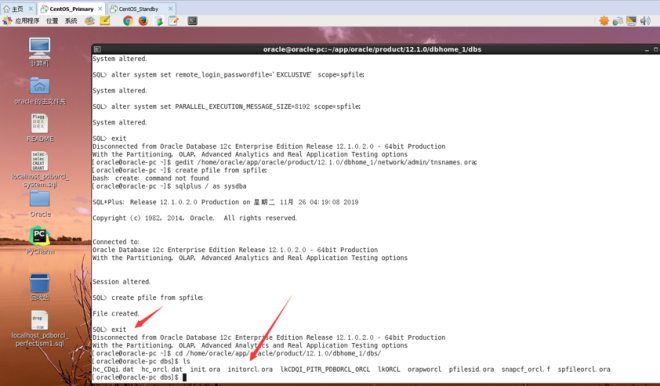 主页
CentOS_Primary
CentOS_Standby
应用程序 位置 系统
计算机
oracle 的主文件夹
README
localhost_pdborcl_
system.sql
Oracle
PyCharm
回收站
localhost_pdborcl_
perfectism1.sql
oracle@oracle-pc:~/app/oracle/product/12.1.0/dbhome_1/dbs
System altered.
SQL> alter system set remote_login_passwordfile='EXCLUSIVE' scope=spfile;
System altered.
SQL> alter system set PARALLEL_EXECUTION_MESSAGE_SIZE=8192 scope=spfile;
System altered.
SQL> exit
Disconnected from Oracle Database 12c Enterprise Edition Release 12.1.0.2.0 - 64bit Production
With the Partitioning, OLAP, Advanced Analytics and Real Application Testing options
[oracle@oracle-pc ~]$ gedit /home/oracle/app/oracle/product/12.1.0/dbhome_1/network/admin/tnsnames.ora;
[oracle@oracle-pc ~]$ create pfile from spfile;
bash: create: command not found
[oracle@oracle-pc ~]$ sqlplus / as sysdba
SQL*Plus: Release 12.1.0.2.0 Production on 星期二 11月 26 04:19:08 2019
Copyright (c) 1982, 2014, Oracle.  All rights reserved.
Connected to:
Oracle Database 12c Enterprise Edition Release 12.1.0.2.0 - 64bit Production
With the Partitioning, OLAP, Advanced Analytics and Real Application Testing options
Session altered.
SQL> create pfile from spfile;
File created.
SQL> exit
Disconnected from Oracle Database 12c Enterprise Edition Release 12.1.0.2.0 - 64bit Production
With the Partitioning, OLAP, Advanced Analytics and Real Application Testing options
[oracle@oracle-pc ~]$ cd /home/oracle/app/oracle/product/12.1.0/dbhome_1/dbs/
[oracle@oracle-pc dbs]$ ls
hc_CDqi.dat  hc_orcl.dat  init.ora  initorcl.ora  lkCDQI_PITR_PDBORCL_ORCL  lkORCL  orapworcl  pfilesid.ora  snapcf_orcl.f  spfileorcl.ora
[oracle@oracle-pc dbs]$